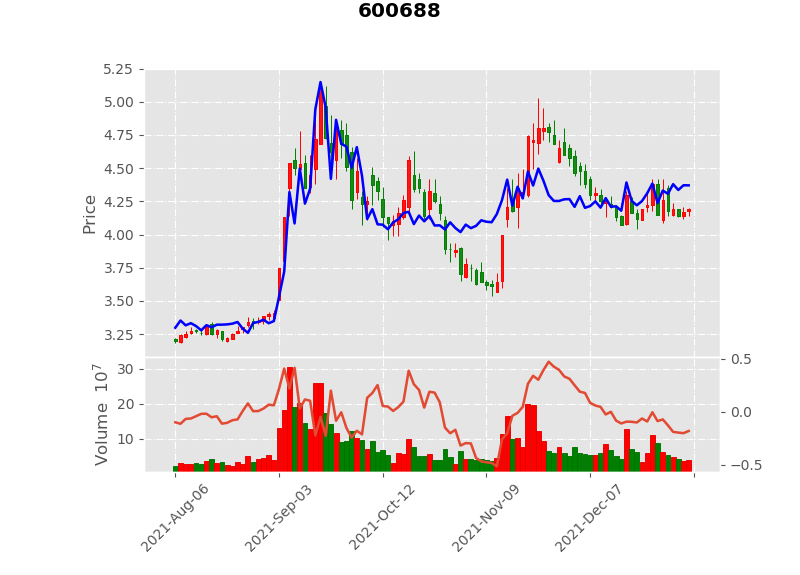 600688
5.25
5.00
4.75
4.50
4.25
4.00
3.75
3.50
3.25
Price
30
20
10
Volume 10^7
0.5
0.0
−0.5
2021-Aug-06
2021-Sep-03
2021-Oct-12
2021-Nov-09
2021-Dec-07